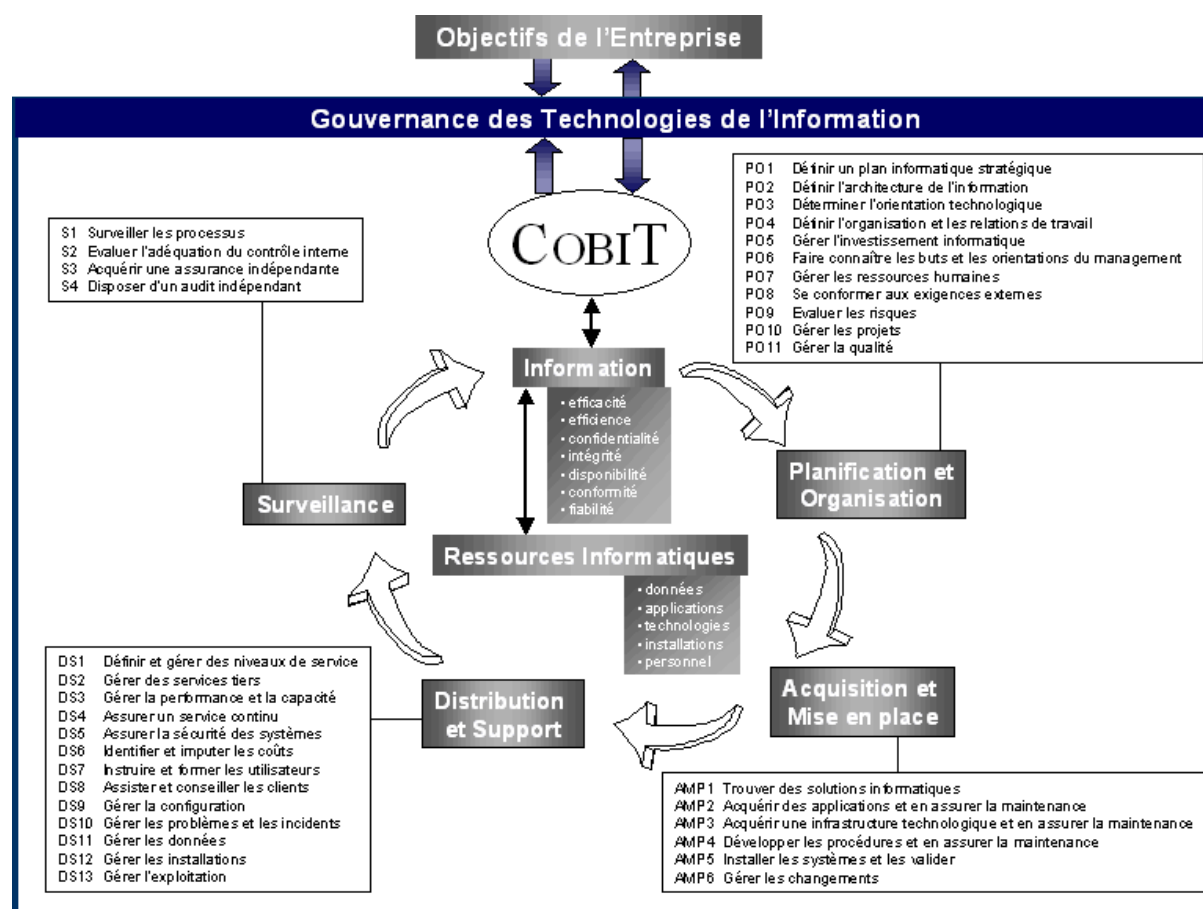 Objectifs de l'Entreprise
Gouvernance des Technologies de l'Information
COBIT
PO1 Définir un plan informatique stratégique
PO2 Définir l'architecture de l'information
PO3 Déterminer l'orientation technologique
PO4 Définir l'organisation et les relations de travail
PO5 Gérer l'investissement informatique
PO6 Faire connaître les buts et les orientations du management
PO7 Gérer les ressources humaines
PO8 Se conformer aux exigences externes
PO9 Evaluer les risques
PO10 Gérer les projets
PO11 Gérer la qualité
S1 Surveiller les processus
S2 Evaluer l'adéquation du contrôle interne
S3 Acquérir une assurance indépendante
S4 Disposer d'un audit indépendant
Information
• efficacité
• efficience
• confidentialité
• intégrité
• disponibilité
• conformité
• fiabilité
Planification et
Organisation
Surveillance
Ressources Informatiques
• données
• applications
• technologies
• installations
• personnel
DS1 Définir et gérer des niveaux de service
DS2 Gérer des services tiers
DS3 Gérer la performance et la capacité
DS4 Assurer un service continu
DS5 Assurer la sécurité des systèmes
DS6 Identifier et imputer les coûts
DS7 Instruire et former les utilisateurs
DS8 Assister et conseiller les clients
DS9 Gérer la configuration
DS10 Gérer les problèmes et les incidents
DS11 Gérer les données
DS12 Gérer les installations
DS13 Gérer l'exploitation
Distribution
et Support
Acquisition et
Mise en place
AMP1 Trouver des solutions informatiques
AMP2 Acquérir des applications et en assurer la maintenance
AMP3 Acquérir une infrastructure technologique et en assurer la maintenance
AMP4 Développer les procédures et en assurer la maintenance
AMP5 Installer les systèmes et les valider
AMP6 Gérer les changements